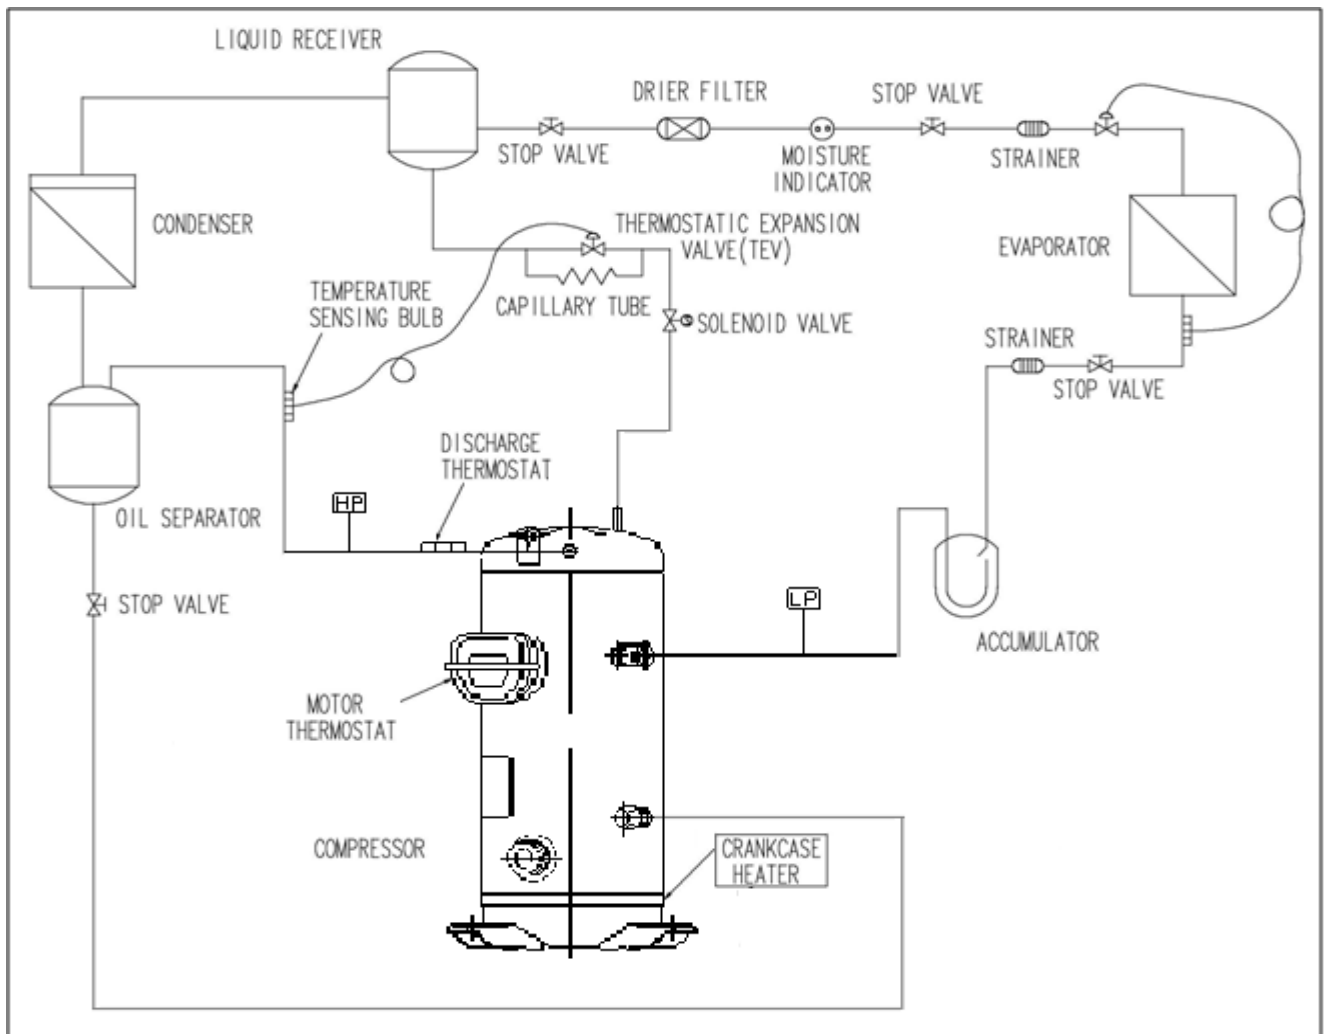 LIQUID RECEIVER
DRIER FILTER
STOP VALVE
STOP VALVE
MOISTURE
INDICATOR
STRAINER
CONDENSER
THERMOSTATIC EXPANSION
VALVE(TEV)
EVAPORATOR
TEMPERATURE
SENSING BULB
CAPILLARY TUBE
SOLENOID VALVE
STRAINER
STOP VALVE
DISCHARGE
THERMOSTAT
HP
OIL SEPARATOR
STOP VALVE
LP
ACCUMULATOR
MOTOR
THERMOSTAT
COMPRESSOR
CRANKCASE
HEATER